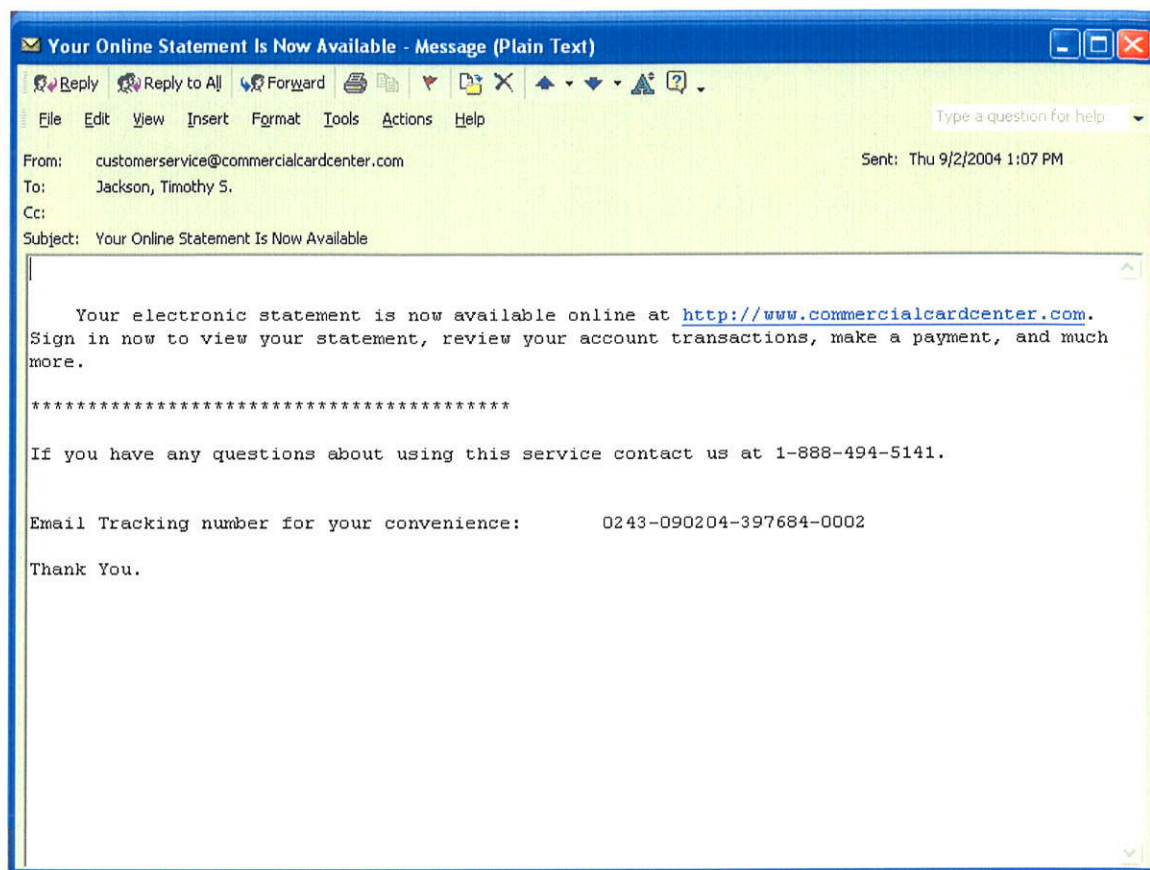 Your Online Statement Is Now Available - Message (Plain Text)
Reply Reply to All Forward
File Edit View Insert Format Tools Actions Help Type a question for help
From: customerservice@commercialcardcenter.com Sent: Thu 9/2/2004 1:07 PM
To: Jackson, Timothy S.
Cc:
Subject: Your Online Statement Is Now Available
Your electronic statement is now available online at http://www.commercialcardcenter.com.
Sign in now to view your statement, review your account transactions, make a payment, and much
more.
******************************************
If you have any questions about using this service contact us at 1-888-494-5141.
Email Tracking number for your convenience: 0243-090204-397684-0002
Thank You.